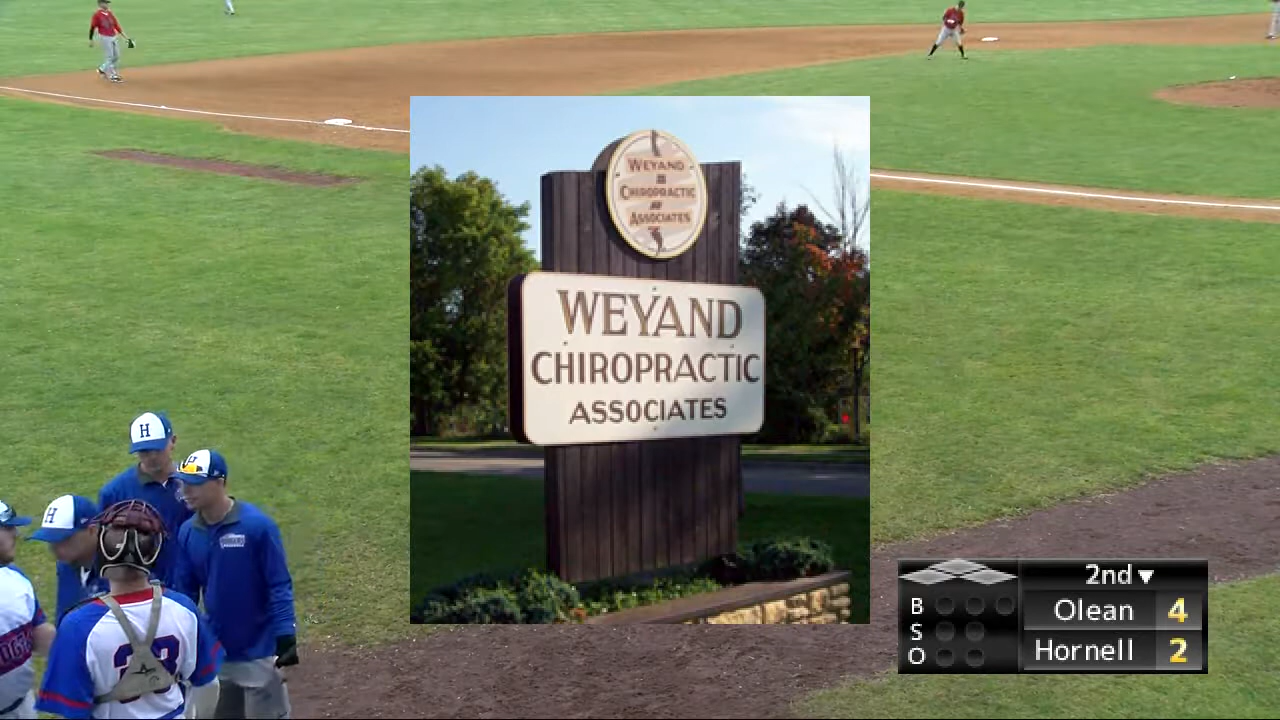 WEYAND
CHIROPRACTIC
ASSOCIATES
WEYAND
CHIROPRACTIC
ASSOCIATES
H
H
2nd▼
B
S
O
Olean 4
Hornell 2